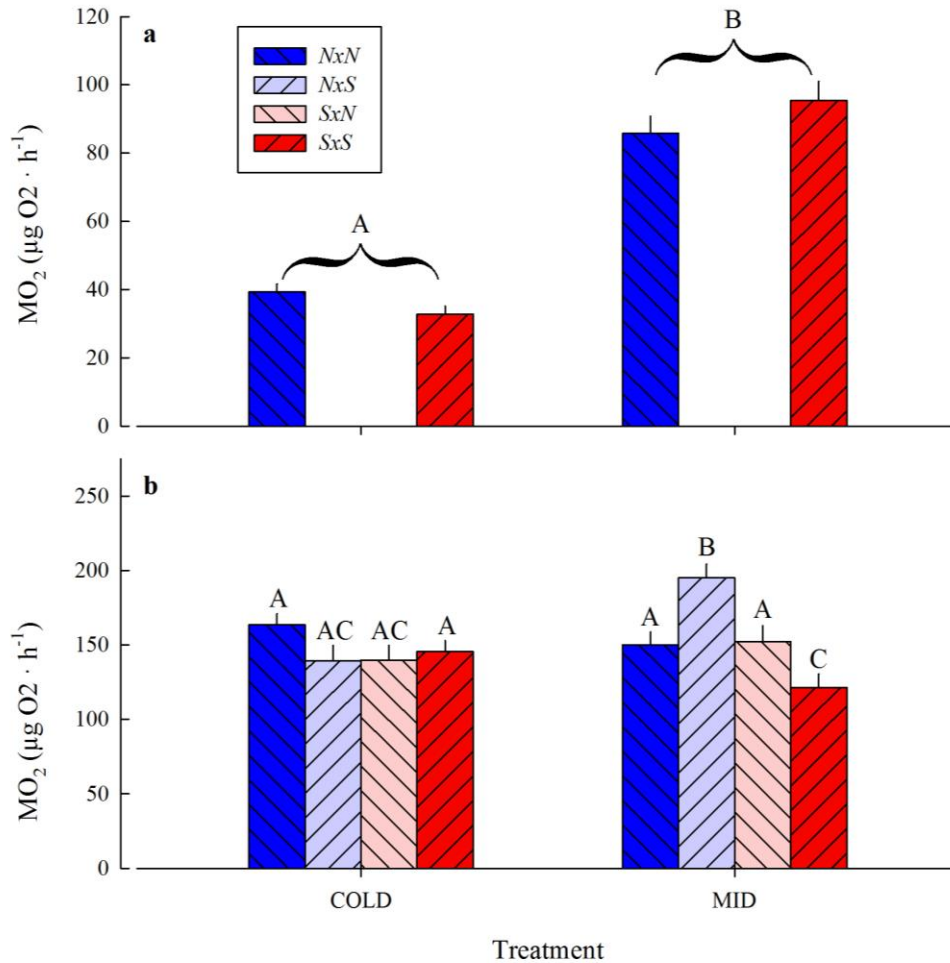 120
a
NxN
NxS
SxN
SxS
B
100
80
60
A
40
20
0
MO₂ (µg O2 · h⁻¹)
b
250
200
150
100
50
0
MO₂ (µg O2 · h⁻¹)
A
AC
AC
A
A
B
A
C
COLD
MID
Treatment